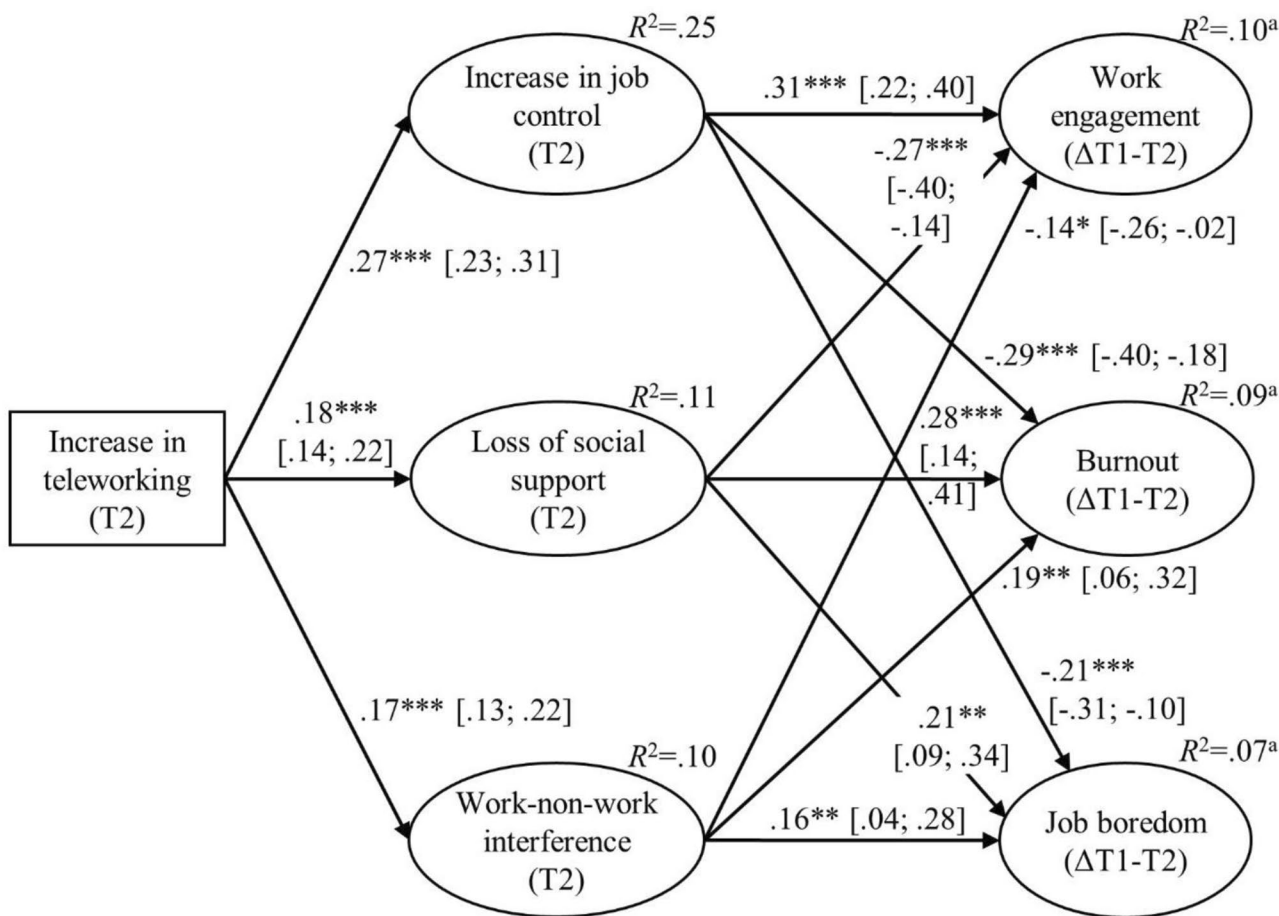 R²=.25
Increase in job
control
(T2)
R²=.10ᵃ
Work
engagement
(ΔT1-T2)
.31*** [.22; .40]
-.27***
[-.40;
-.14]
-.14* [-.26; -.02]
.27*** [.23; .31]
-.29*** [-.40; -.18]
R²=.11
Loss of social
support
(T2)
R²=.09ᵃ
Burnout
(ΔT1-T2)
Increase in
teleworking
(T2)
.18***
[.14; .22]
.28***
[.14;
.41]
.19** [.06; .32]
.17*** [.13; .22]
-.21***
[-.31; -.10]
.21**
[.09; .34]
R²=.10
Work-non-work
interference
(T2)
.16** [.04; .28]
R²=.07ᵃ
Job boredom
(ΔT1-T2)